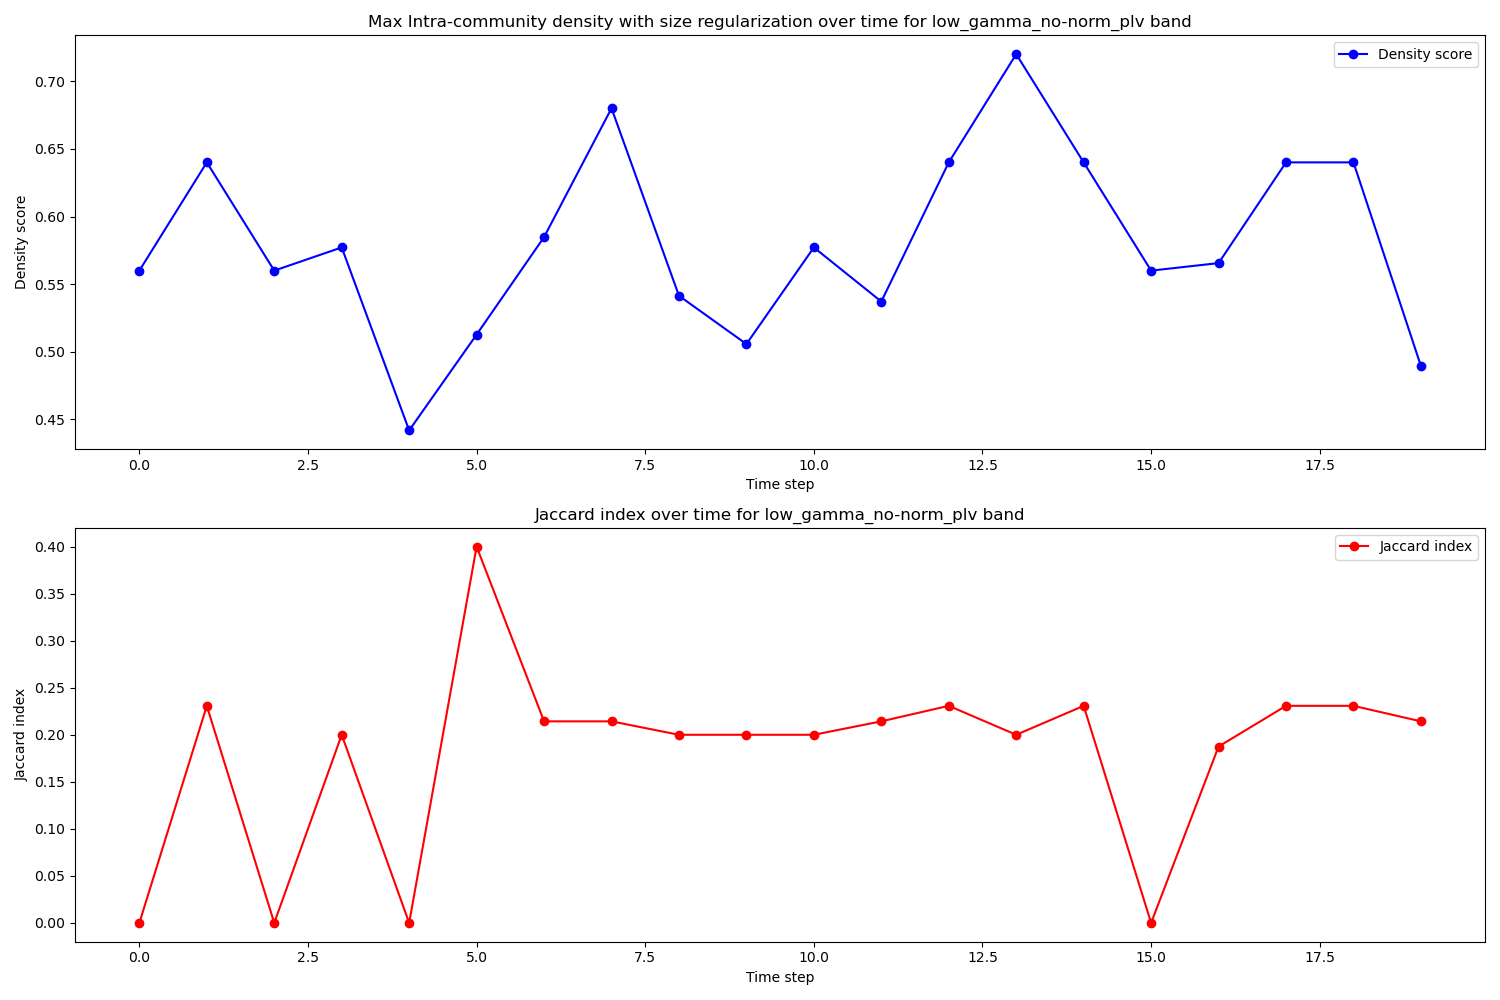 Max Intra-community density with size regularization over time for low_gamma_no-norm_plv band
Density score
0.70
0.65
0.60
0.55
0.50
0.45
Density score
0.0 2.5 5.0 7.5 10.0 12.5 15.0 17.5
Time step
Jaccard index over time for low_gamma_no-norm_plv band
Jaccard index
0.40
0.35
0.30
0.25
0.20
0.15
0.10
0.05
0.00
Jaccard index
0.0 2.5 5.0 7.5 10.0 12.5 15.0 17.5
Time step